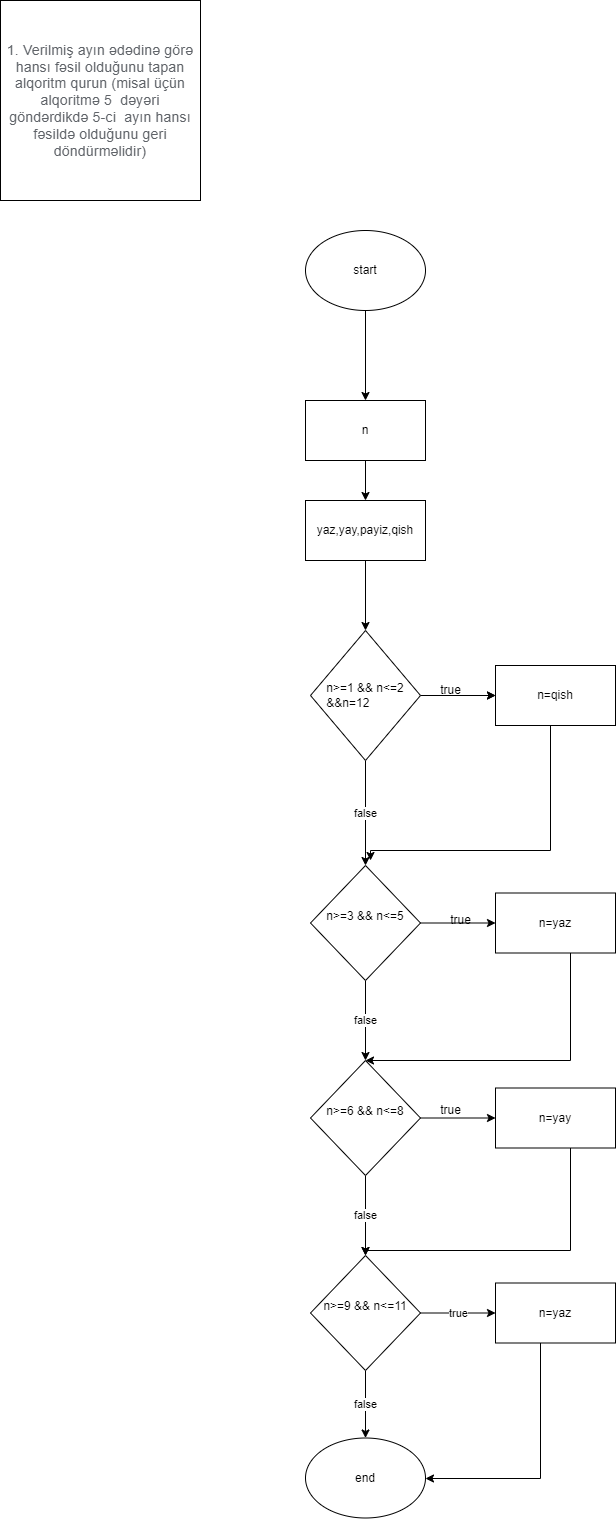 1. Verilmiş ayın ədədinə görə
hansı fəsil olduğunu tapan
alqoritm qurun (misal üçün
alqoritmə 5  dəyəri
göndərdikdə 5-ci  ayın hansı
fəsildə olduğunu geri
döndürməlidir)
start
n
yaz,yay,payiz,qish
n>=1 && n<=2
&&n=12
true
n=qish
false
n>=3 && n<=5
true
n=yaz
false
n>=6 && n<=8
true
n=yay
false
n>=9 && n<=11
true
n=yaz
false
end